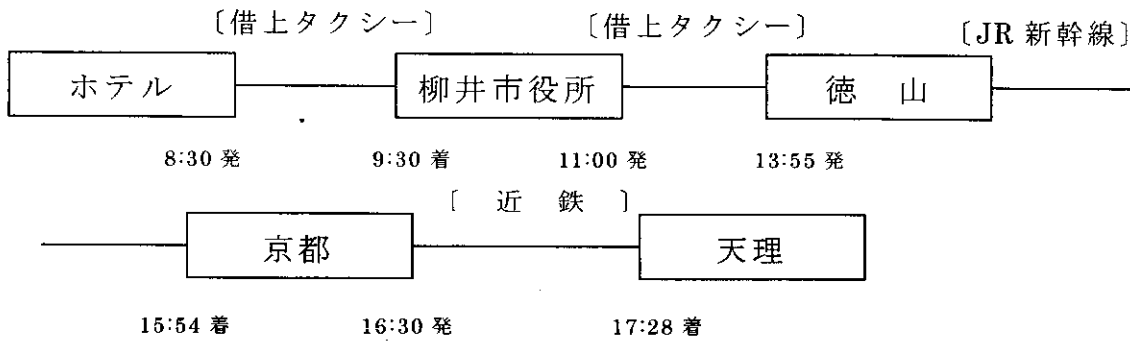 〔借上タクシー〕 〔借上タクシー〕 〔JR 新幹線〕
ホテル 柳井市役所 徳 山
8:30 発 9:30 着 11:00 発 13:55 発
〔 近 鉄 〕
京都 天理
15:54 着 16:30 発 17:28 着